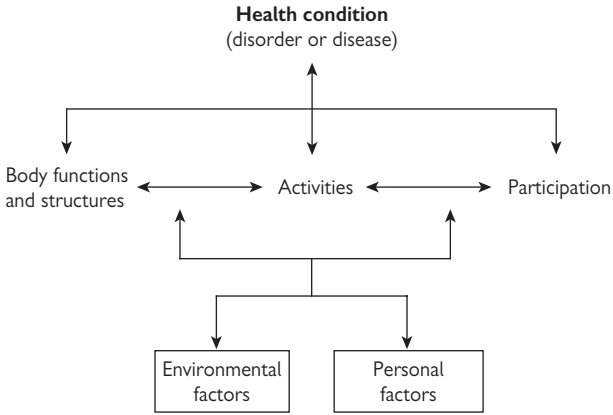 Health condition
(disorder or disease)
Body functions
and structures
Activities
Participation
Environmental
factors
Personal
factors